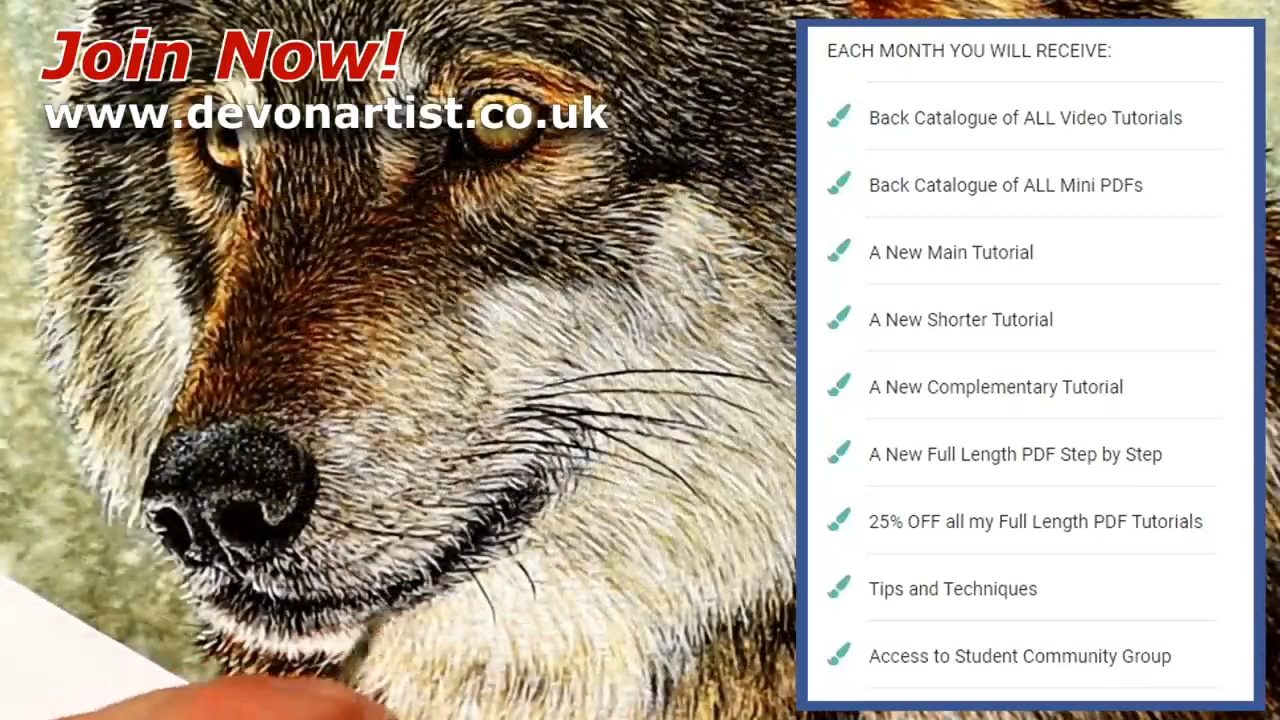 Join Now!
www.devonartist.co.uk
EACH MONTH YOU WILL RECEIVE:
Back Catalogue of ALL Video Tutorials
Back Catalogue of ALL Mini PDFs
A New Main Tutorial
A New Shorter Tutorial
A New Complementary Tutorial
A New Full Length PDF Step by Step
25% OFF all my Full Length PDF Tutorials
Tips and Techniques
Access to Student Community Group